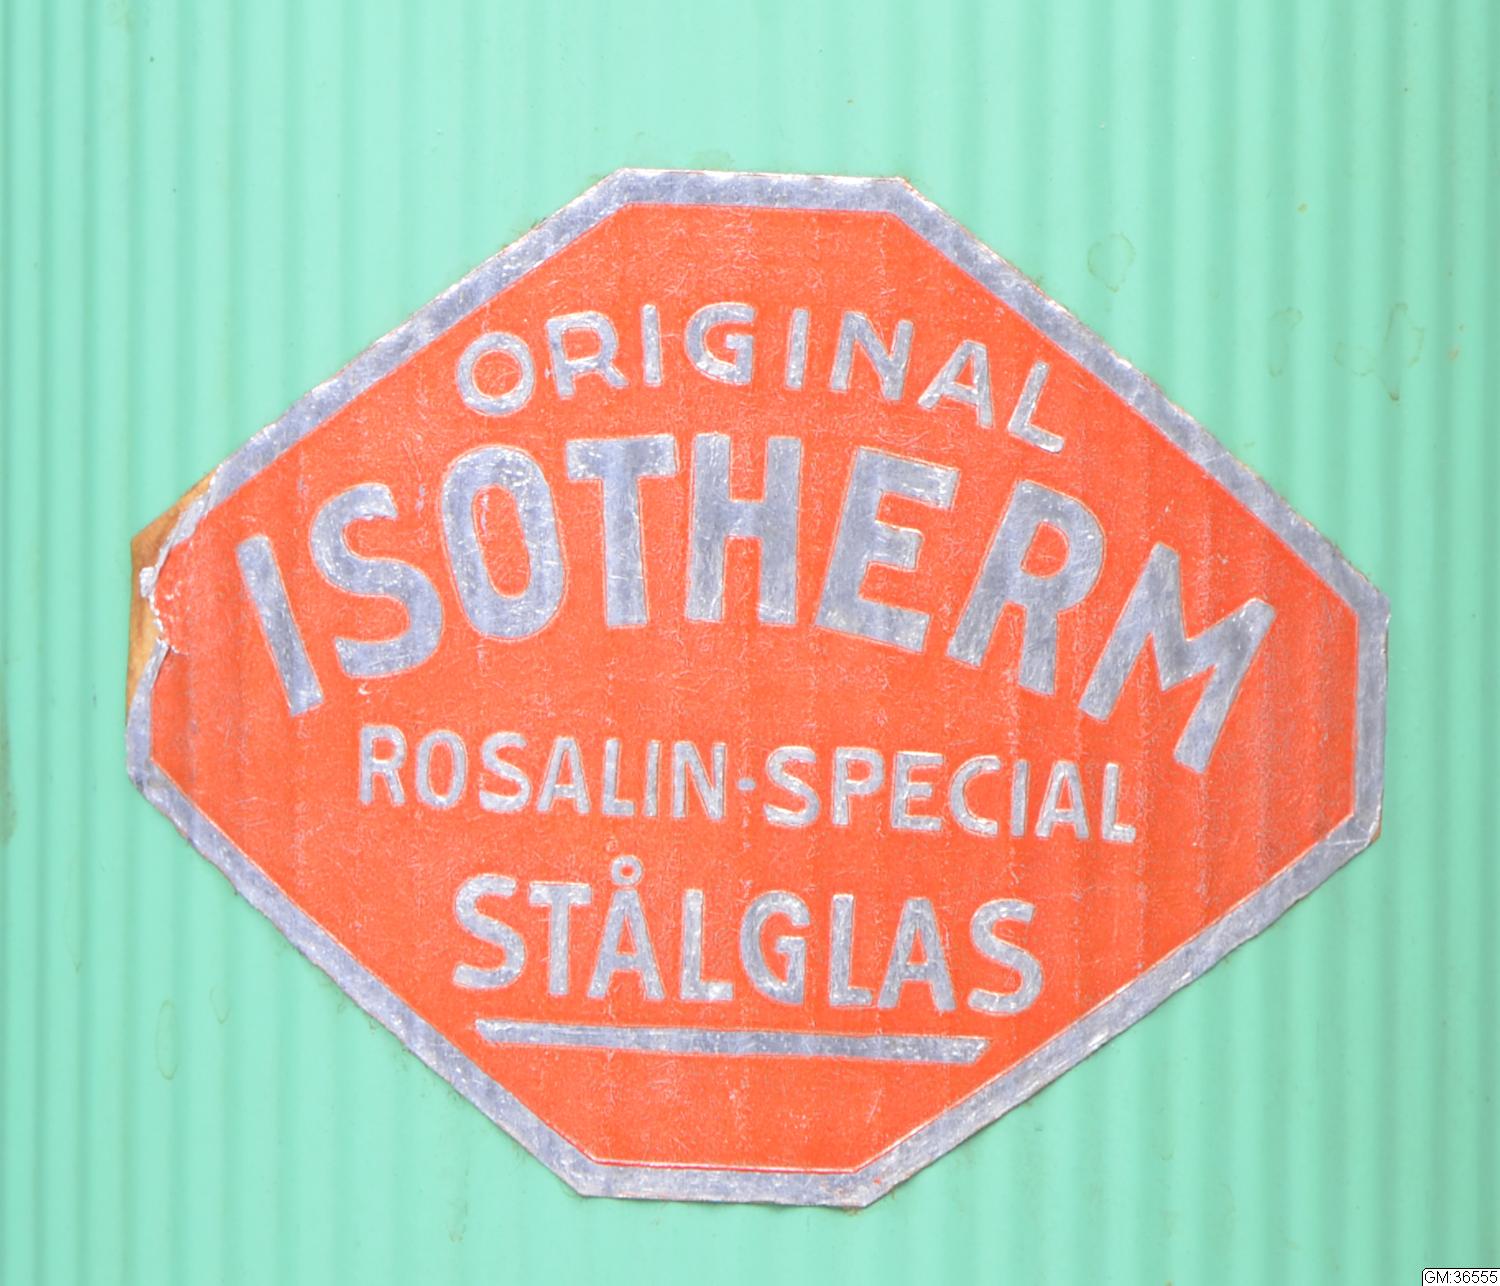 ORIGINAL
ISOTHERM
ROSALIN-SPECIAL
STÅLGLAS
GM:36555